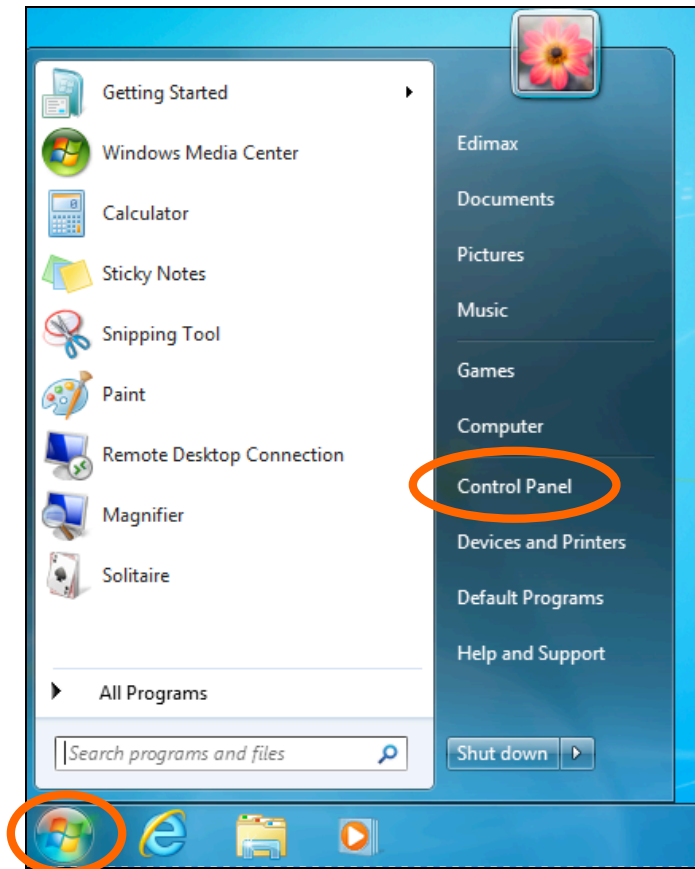 Getting Started
Windows Media Center
Calculator
Sticky Notes
Snipping Tool
Paint
Remote Desktop Connection
Magnifier
Solitaire
All Programs
Search programs and files
Edimax
Documents
Pictures
Music
Games
Computer
Control Panel
Devices and Printers
Default Programs
Help and Support
Shut down